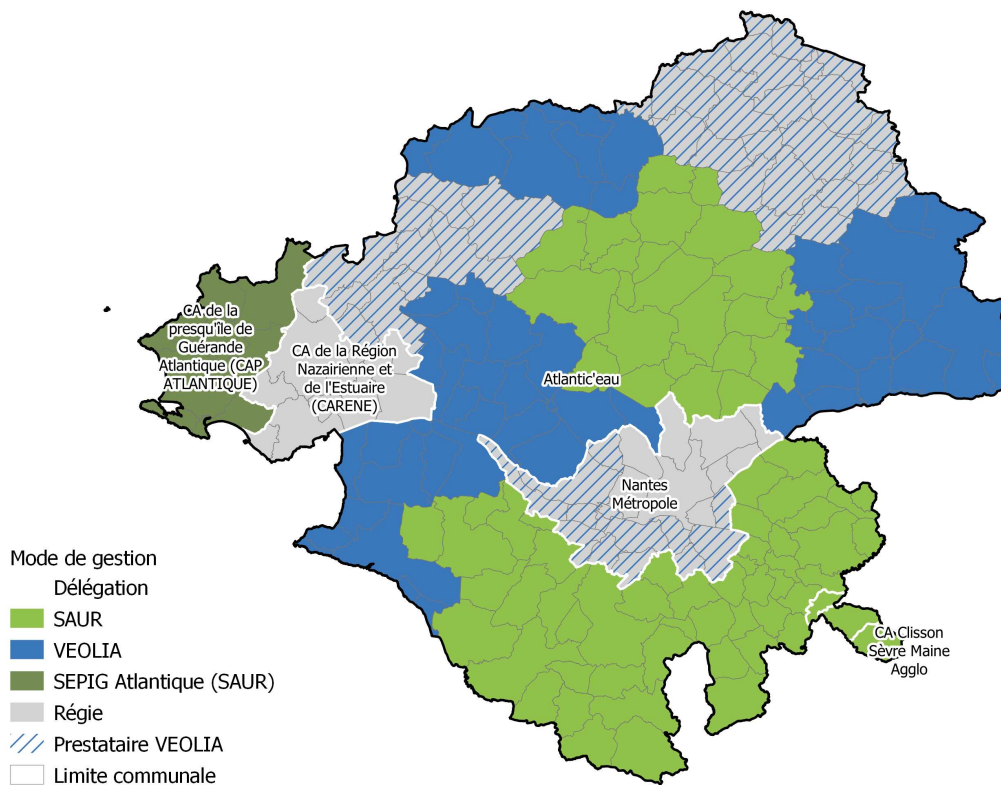 CA de la
presqu'île de
Guérande
Atlantique (CAP
ATLANTIQUE)
CA de la Région
Nazairienne et
de l'Estuaire
(CARENE)
Atlantic'eau
Nantes
Métropole
CA Clisson
Sèvre Maine
Agglo
Mode de gestion
Délégation
SAUR
VEOLIA
SEPIG Atlantique (SAUR)
Régie
Prestataire VEOLIA
Limite communale